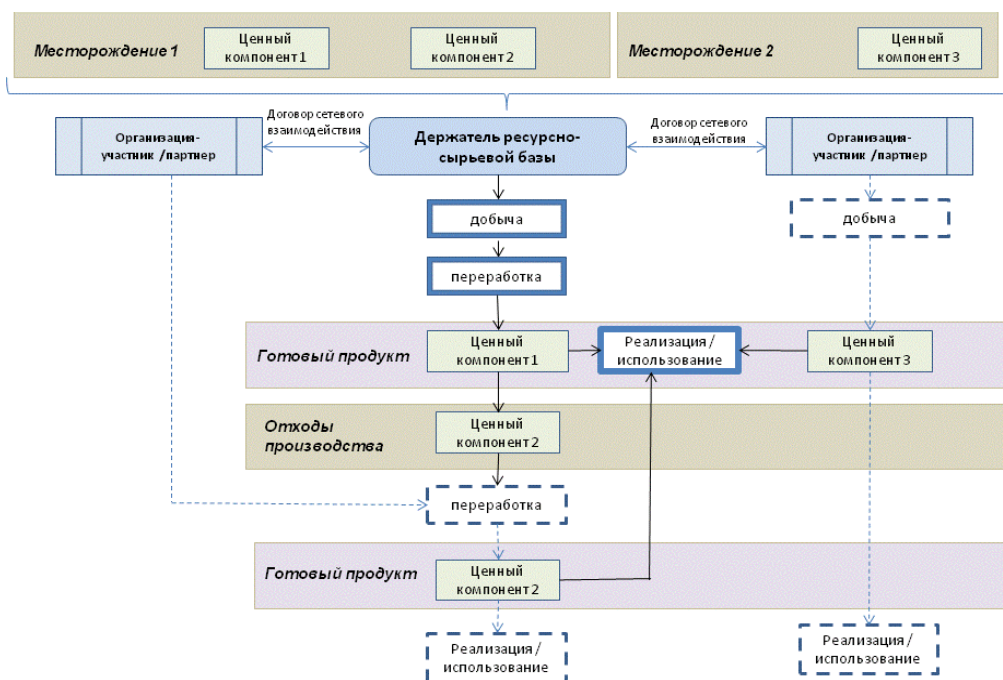 Месторождение 1
Ценный
компонент1
Ценный
компонент2
Месторождение 2
Ценный
компонент3
Организация-
участник /партнер
Договор сетевого
взаимодействия
Держатель ресурсно-
сырьевой базы
Договор сетевого
взаимодействия
Организация-
участник /партнер
добыча
добыча
переработка
Готовый продукт
Ценный
компонент1
Реализация /
использование
Ценный
компонент3
Отходы
производства
Ценный
компонент2
переработка
Готовый продукт
Ценный
компонент2
Реализация /
использование
Реализация /
использование